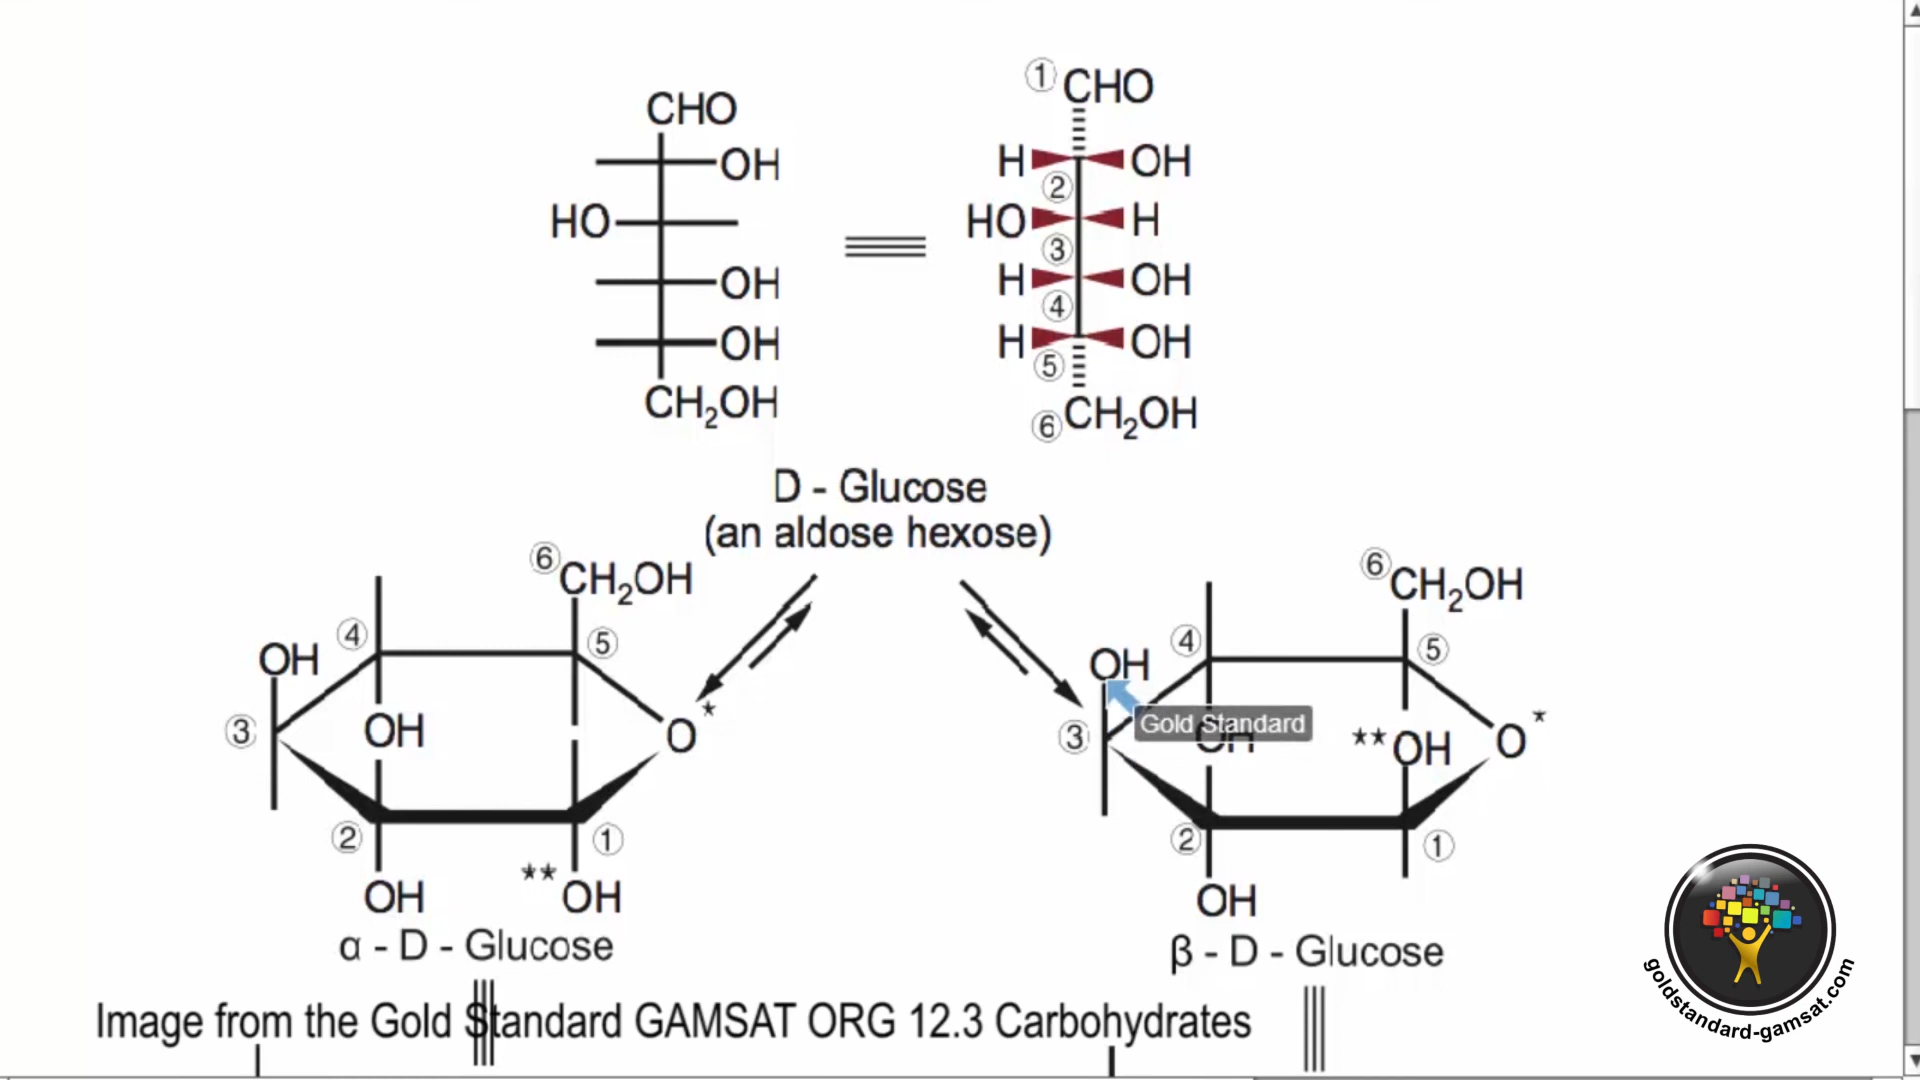 ① CHO
CHO
H OH
OH
②
HO
HO H
③
OH
H OH
④
OH
H OH
⑤
CH₂OH
⑥ CH₂OH
D - Glucose
(an aldose hexose)
⑥ CH₂OH
④ ⑤
OH
③ OH O *
② ①
** 
OH OH
α - D - Glucose
⑥ CH₂OH
④ ⑤
OH
Gold Standard
③ OH ** OH O *
② ①
OH
β - D - Glucose
Image from the Gold Standard GAMSAT ORG 12.3 Carbohydrates
goldstandard-gamsat.com